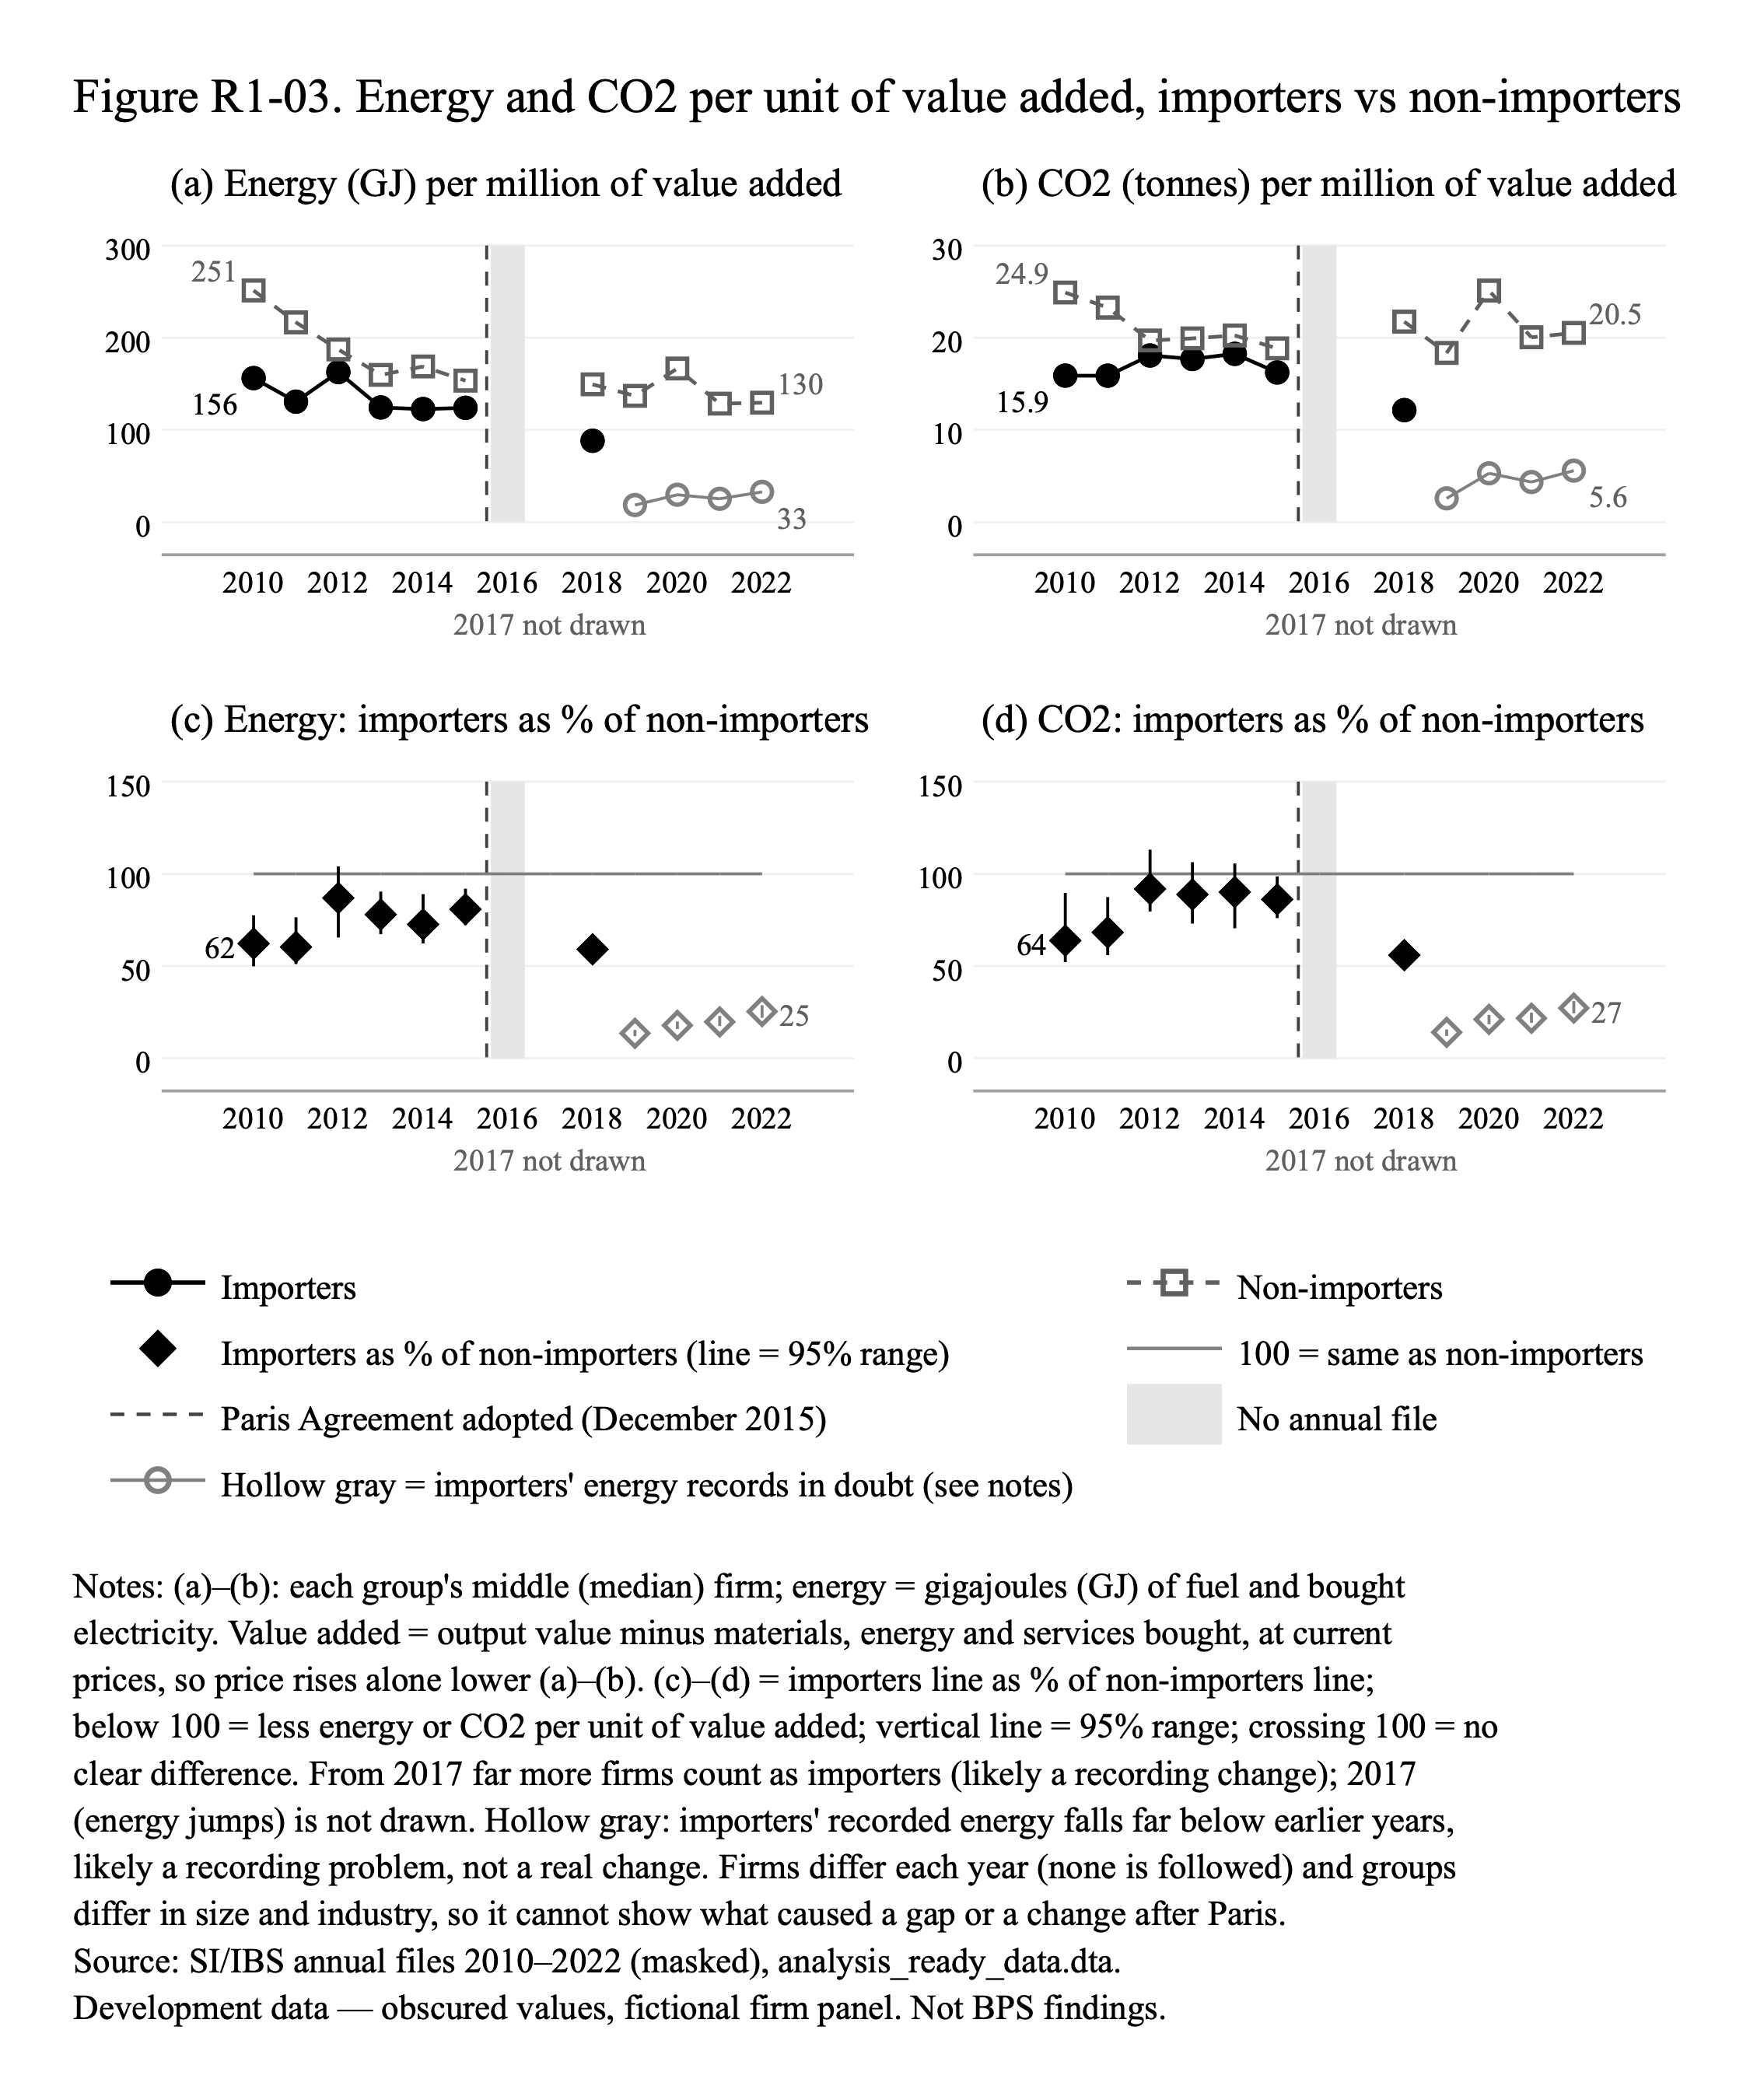 Figure R1-03. Energy and CO2 per unit of value added, importers vs non-importers
(a) Energy (GJ) per million of value added
300
200
100
0
251
156
130
33
2010 2012 2014 2016 2018 2020 2022
2017 not drawn
(b) CO2 (tonnes) per million of value added
30
20
10
0
24.9
15.9
20.5
5.6
2010 2012 2014 2016 2018 2020 2022
2017 not drawn
(c) Energy: importers as % of non-importers
150
100
50
0
62
25
2010 2012 2014 2016 2018 2020 2022
2017 not drawn
(d) CO2: importers as % of non-importers
150
100
50
0
64
27
2010 2012 2014 2016 2018 2020 2022
2017 not drawn
Importers
Non-importers
Importers as % of non-importers (line = 95% range)
100 = same as non-importers
Paris Agreement adopted (December 2015)
No annual file
Hollow gray = importers' energy records in doubt (see notes)
Notes: (a)–(b): each group's middle (median) firm; energy = gigajoules (GJ) of fuel and bought
electricity. Value added = output value minus materials, energy and services bought, at current
prices, so price rises alone lower (a)–(b). (c)–(d) = importers line as % of non-importers line;
below 100 = less energy or CO2 per unit of value added; vertical line = 95% range; crossing 100 = no
clear difference. From 2017 far more firms count as importers (likely a recording change); 2017
(energy jumps) is not drawn. Hollow gray: importers' recorded energy falls far below earlier years,
likely a recording problem, not a real change. Firms differ each year (none is followed) and groups
differ in size and industry, so it cannot show what caused a gap or a change after Paris.
Source: SI/IBS annual files 2010–2022 (masked), analysis_ready_data.dta.
Development data — obscured values, fictional firm panel. Not BPS findings.